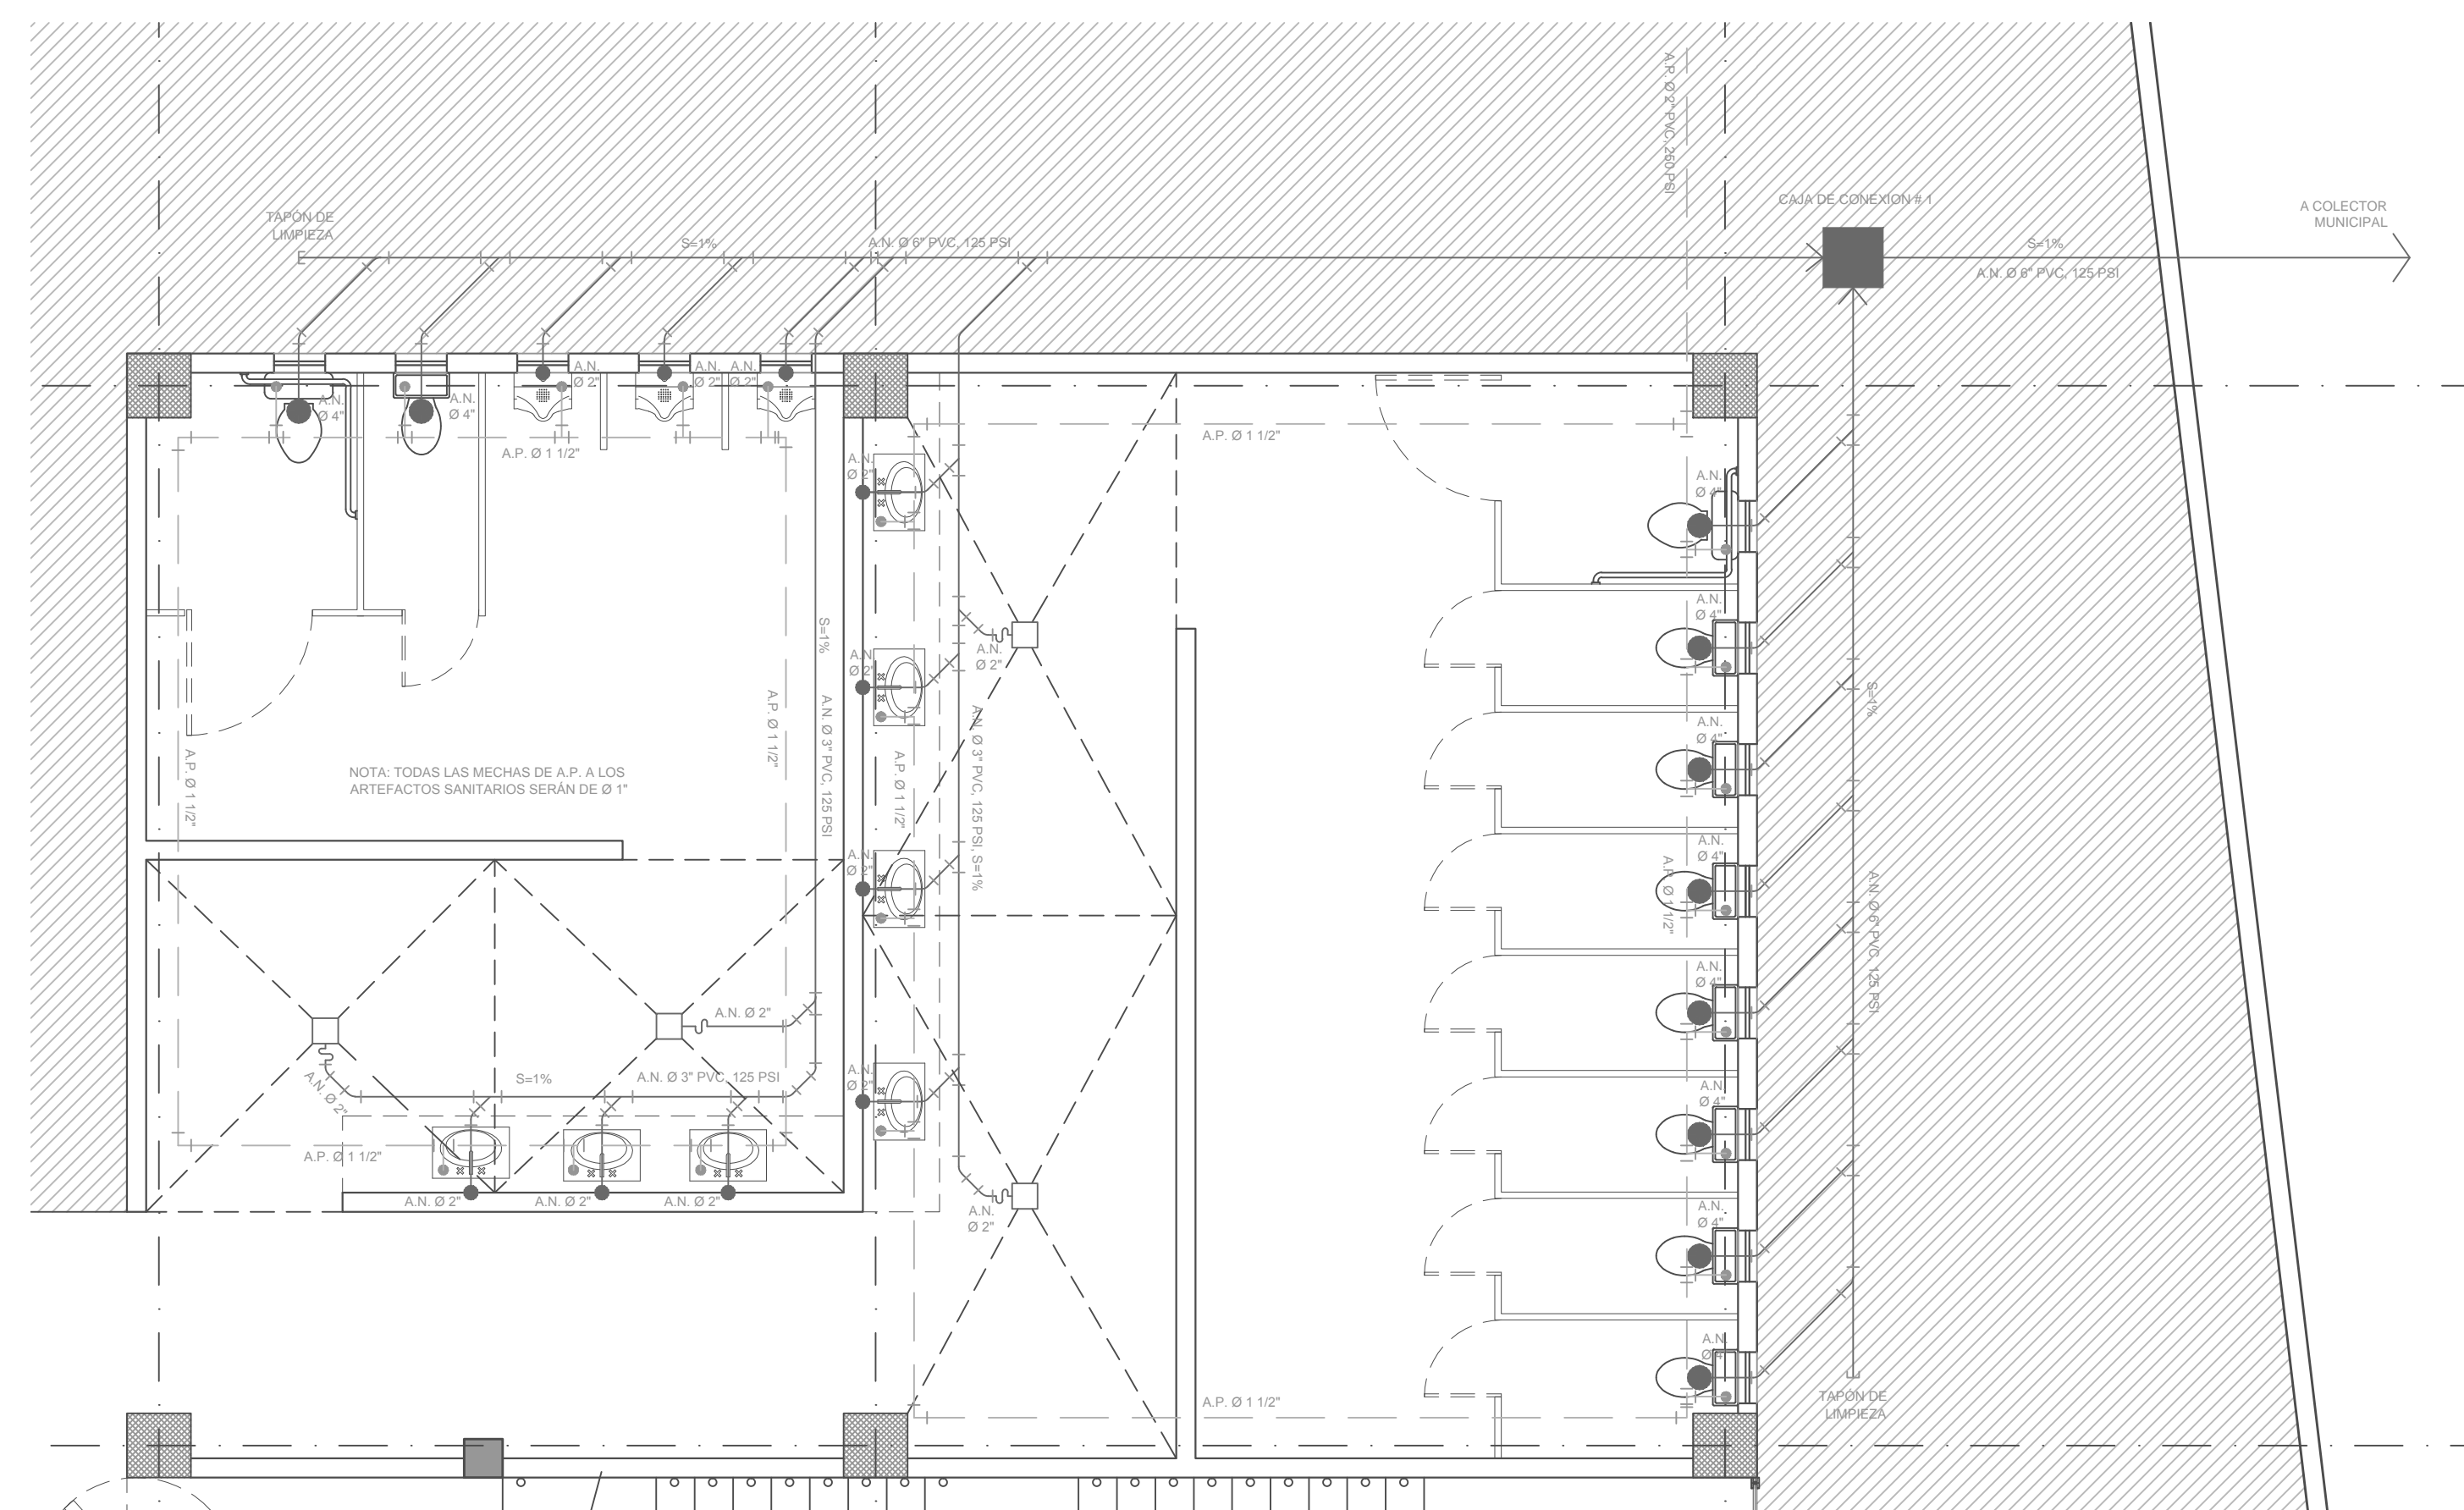 A.P. Ø 2" PVC, 250 PSI
CAJA DE CONEXION # 1
A COLECTOR
MUNICIPAL
TAPÓN DE
LIMPIEZA
S=1%
A.N. Ø 6" PVC, 125 PSI
S=1%
A.N. Ø 6" PVC, 125 PSI
A.N.
Ø 4"
A.N.
Ø 4"
A.N.
Ø 2"
A.N.
Ø 2"
A.N.
Ø 2"
A.P. Ø 1 1/2"
A.P. Ø 1 1/2"
A.N.
Ø 2"
A.N.
Ø 4"
A.N.
Ø 4"
S=1%
A.N.
Ø 2"
A.N.
Ø 2"
S=1%
A.P. Ø 1 1/2"
A.N. Ø 3" PVC, 125 PSI
A.N. Ø 3" PVC, 125 PSI, S=1%
A.N.
Ø 4"
A.P. Ø 1 1/2"
NOTA: TODAS LAS MECHAS DE A.P. A LOS
ARTEFACTOS SANITARIOS SERÁN DE Ø 1"
A.P. Ø 1 1/2"
A.N.
Ø 2"
A.N.
Ø 4"
A.P. Ø 1 1/2"
A.N. Ø 6" PVC, 125 PSI
A.N.
Ø 4"
A.N. Ø 2"
A.N. Ø 2"
S=1%
A.N. Ø 3" PVC, 125 PSI
A.N.
Ø 2"
A.N.
Ø 4"
A.P. Ø 1 1/2"
A.N. Ø 2"
A.N. Ø 2"
A.N. Ø 2"
A.N.
Ø 2"
A.N.
Ø 4"
A.N.
Ø 4"
A.P. Ø 1 1/2"
TAPÓN DE
LIMPIEZA